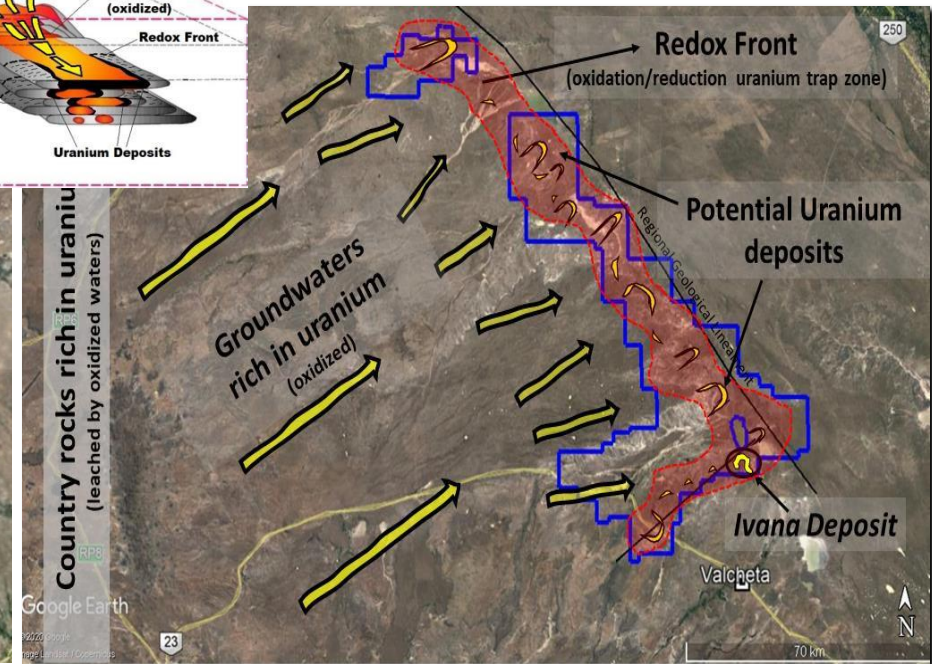 (oxidized)
Redox Front
Uranium Deposits
250
Redox Front
(oxidation/reduction uranium trap zone)
Potential Uranium
deposits
Regional Geological Lineament
Groundwaters
rich in uranium
(oxidized)
Country rocks rich in uraniu
(leached by oxidized waters)
RP8
Ivana Deposit
Valcheta
Google Earth
23
N
70 km